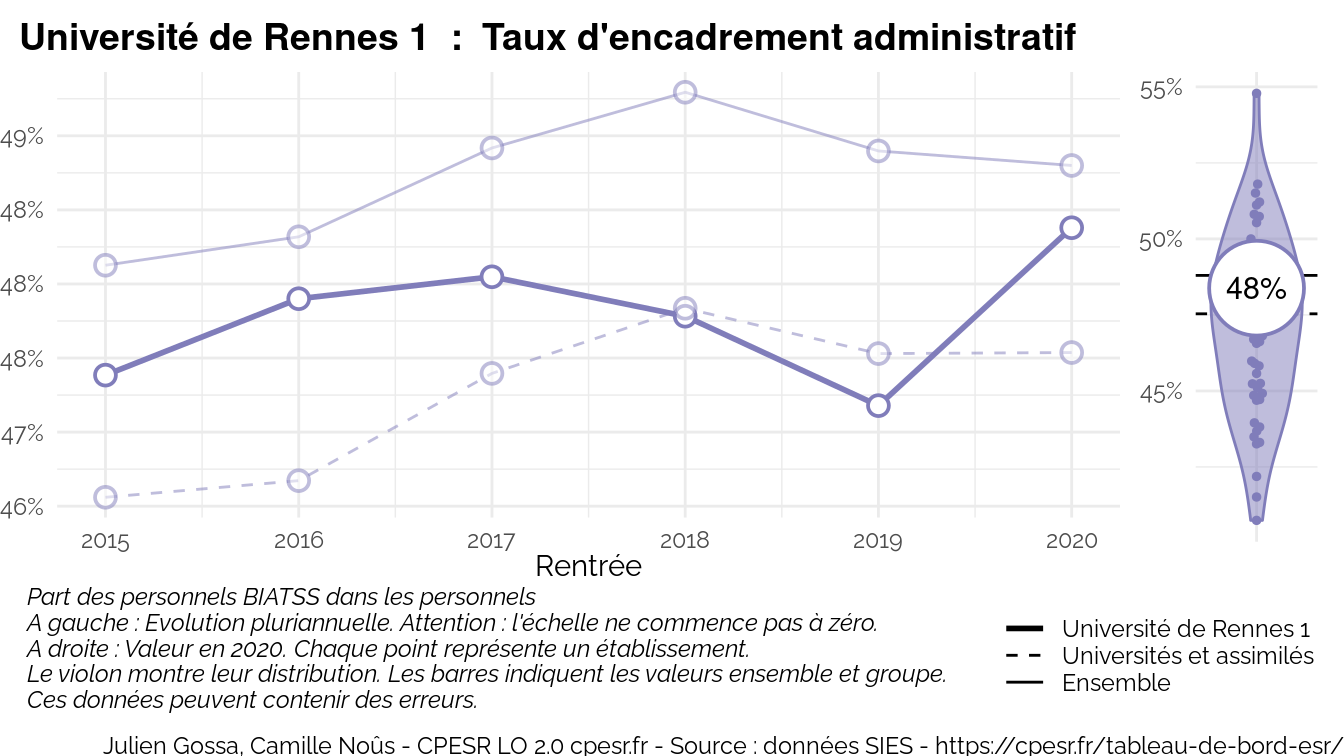 Université de Rennes 1 : Taux d'encadrement administratif
49%
48%
48%
48%
47%
46%
2015 2016 2017 2018 2019 2020
Rentrée
55%
50%
45%
48%
Part des personnels BIATSS dans les personnels
A gauche : Evolution pluriannuelle. Attention : l'échelle ne commence pas à zéro.
A droite : Valeur en 2020. Chaque point représente un établissement.
Le violon montre leur distribution. Les barres indiquent les valeurs ensemble et groupe.
Ces données peuvent contenir des erreurs.
Université de Rennes 1
Universités et assimilés
Ensemble
Julien Gossa, Camille Noûs - CPESR LO 2.0 cpesr.fr - Source : données SIES - https://cpesr.fr/tableau-de-bord-esr/